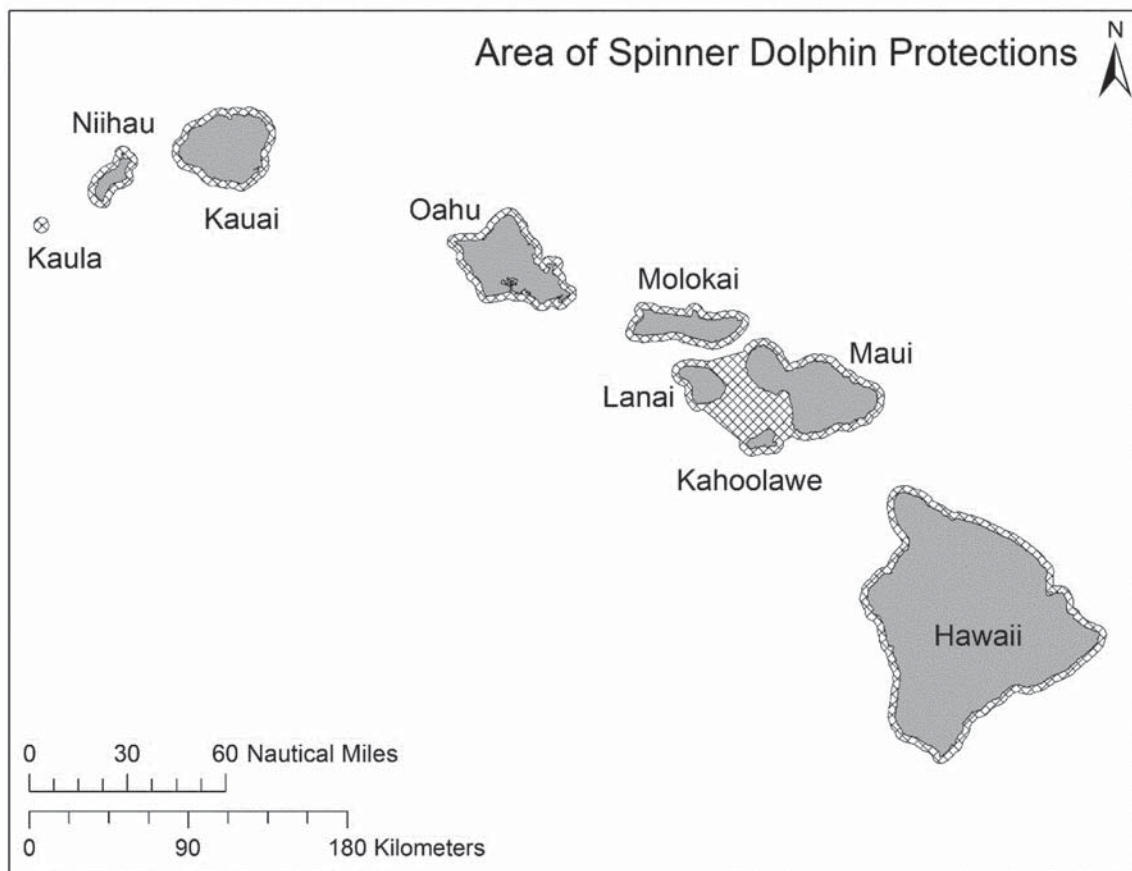 Area of Spinner Dolphin Protections
N
Niihau
Kauai
Kaula
Oahu
Molokai
Maui
Lanai
Kahoolawe
Hawaii
0 30 60 Nautical Miles
0 90 180 Kilometers